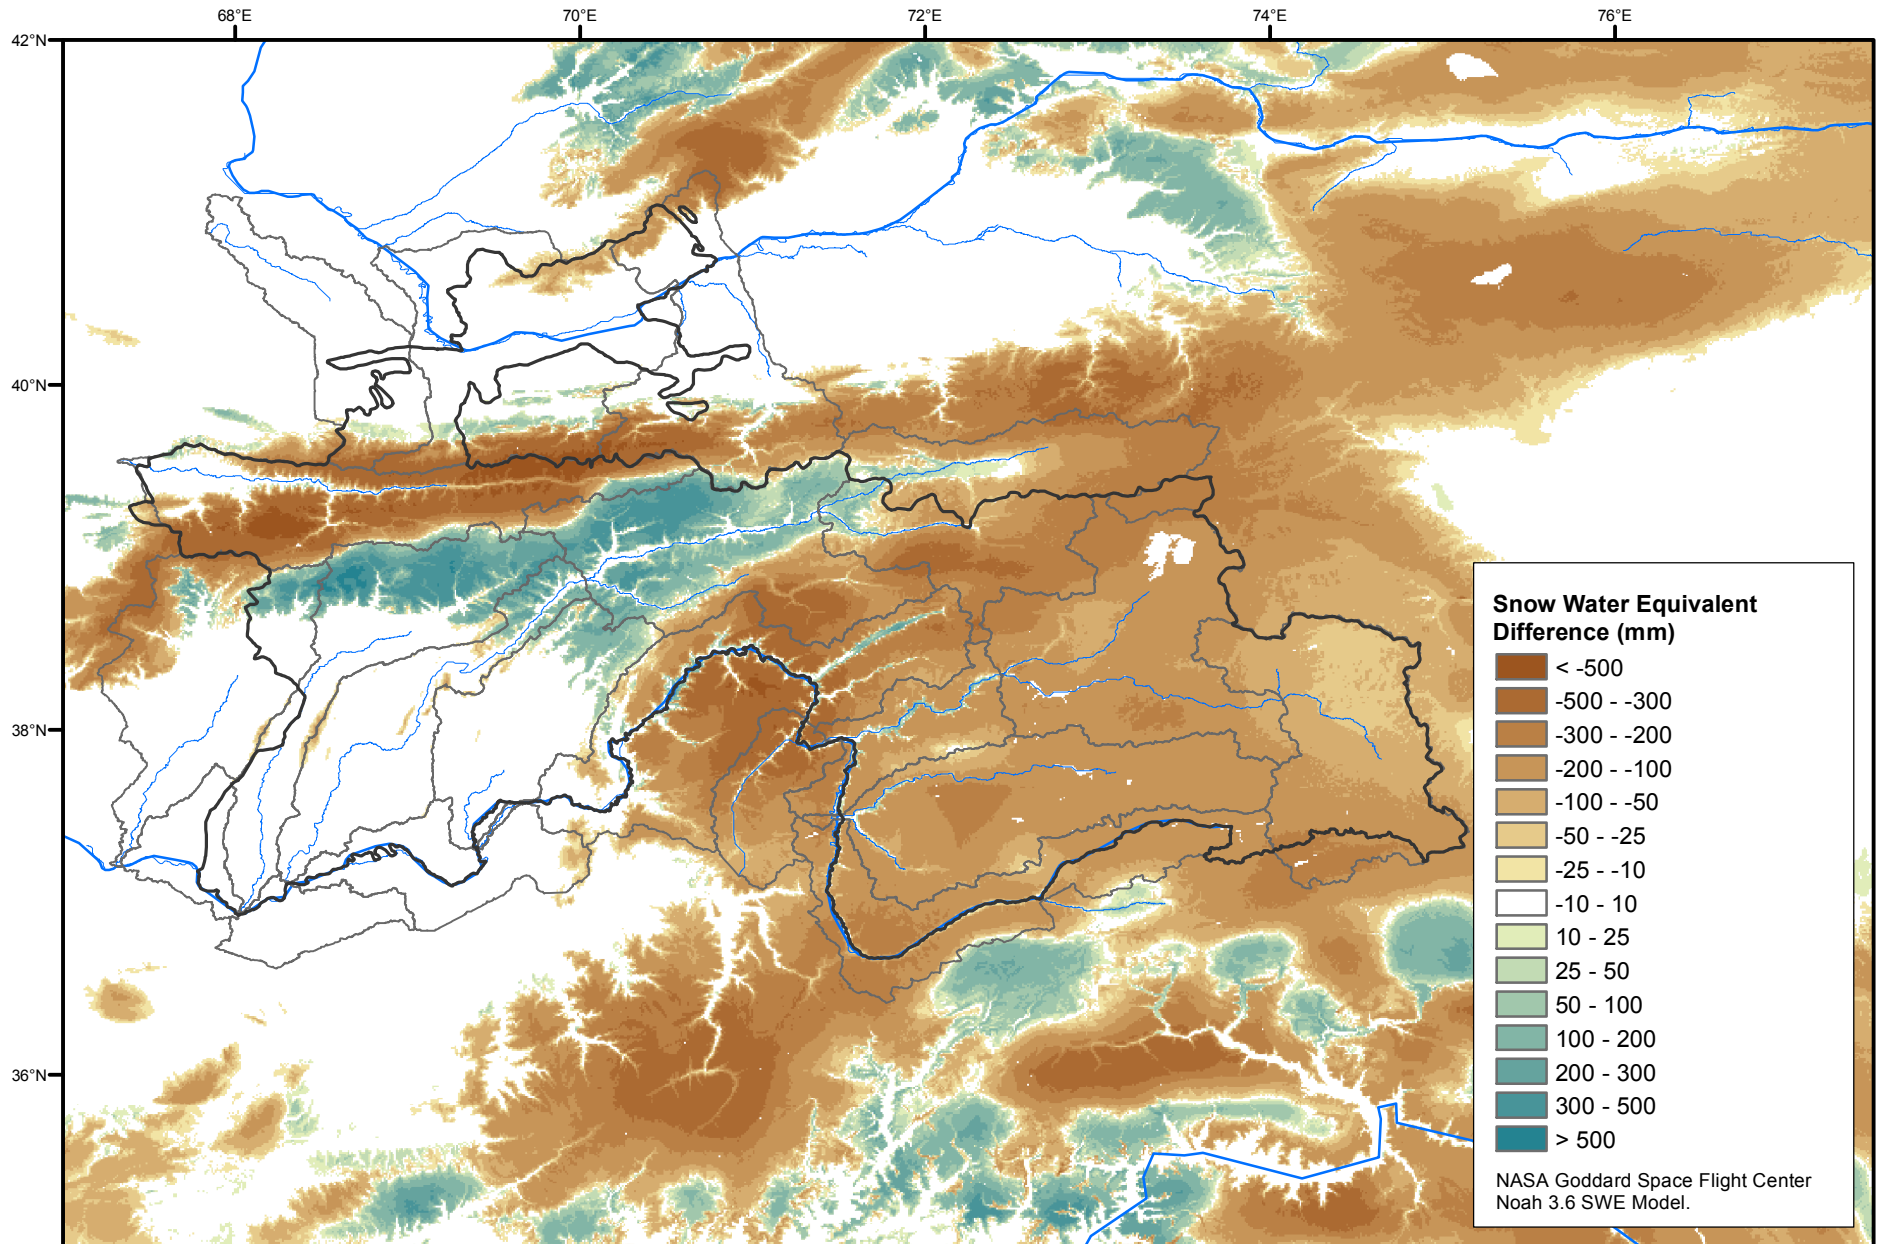 68°E
70°E
72°E
74°E
76°E
42°N
40°N
38°N
36°N
Snow Water Equivalent
Difference (mm)
< -500
-500 - -300
-300 - -200
-200 - -100
-100 - -50
-50 - -25
-25 - -10
-10 - 10
10 - 25
25 - 50
50 - 100
100 - 200
200 - 300
300 - 500
> 500
NASA Goddard Space Flight Center
Noah 3.6 SWE Model.